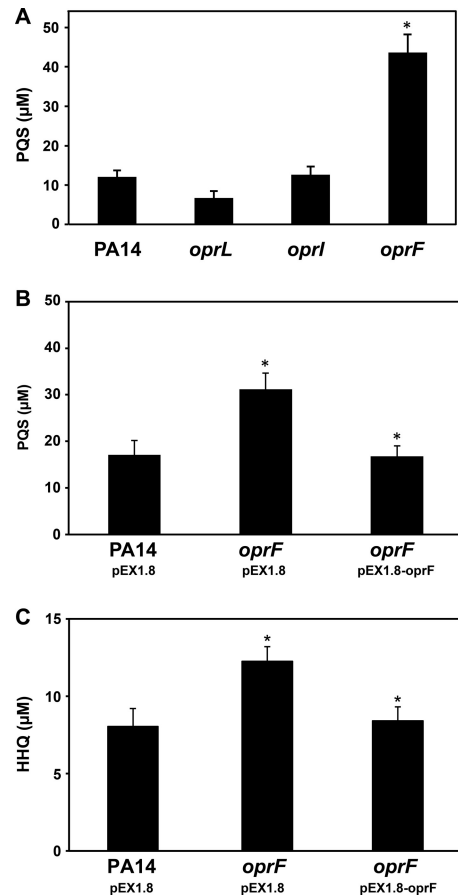 A
PQS (µM)
50
40
30
20
10
0
*
PA14 oprL oprI oprF
B
PQS (µM)
50
40
30
20
10
0
* *
PA14 oprF oprF
pEX1.8 pEX1.8 pEX1.8-oprF
C
HHQ (µM)
15
10
5
0
* *
PA14 oprF oprF
pEX1.8 pEX1.8 pEX1.8-oprF